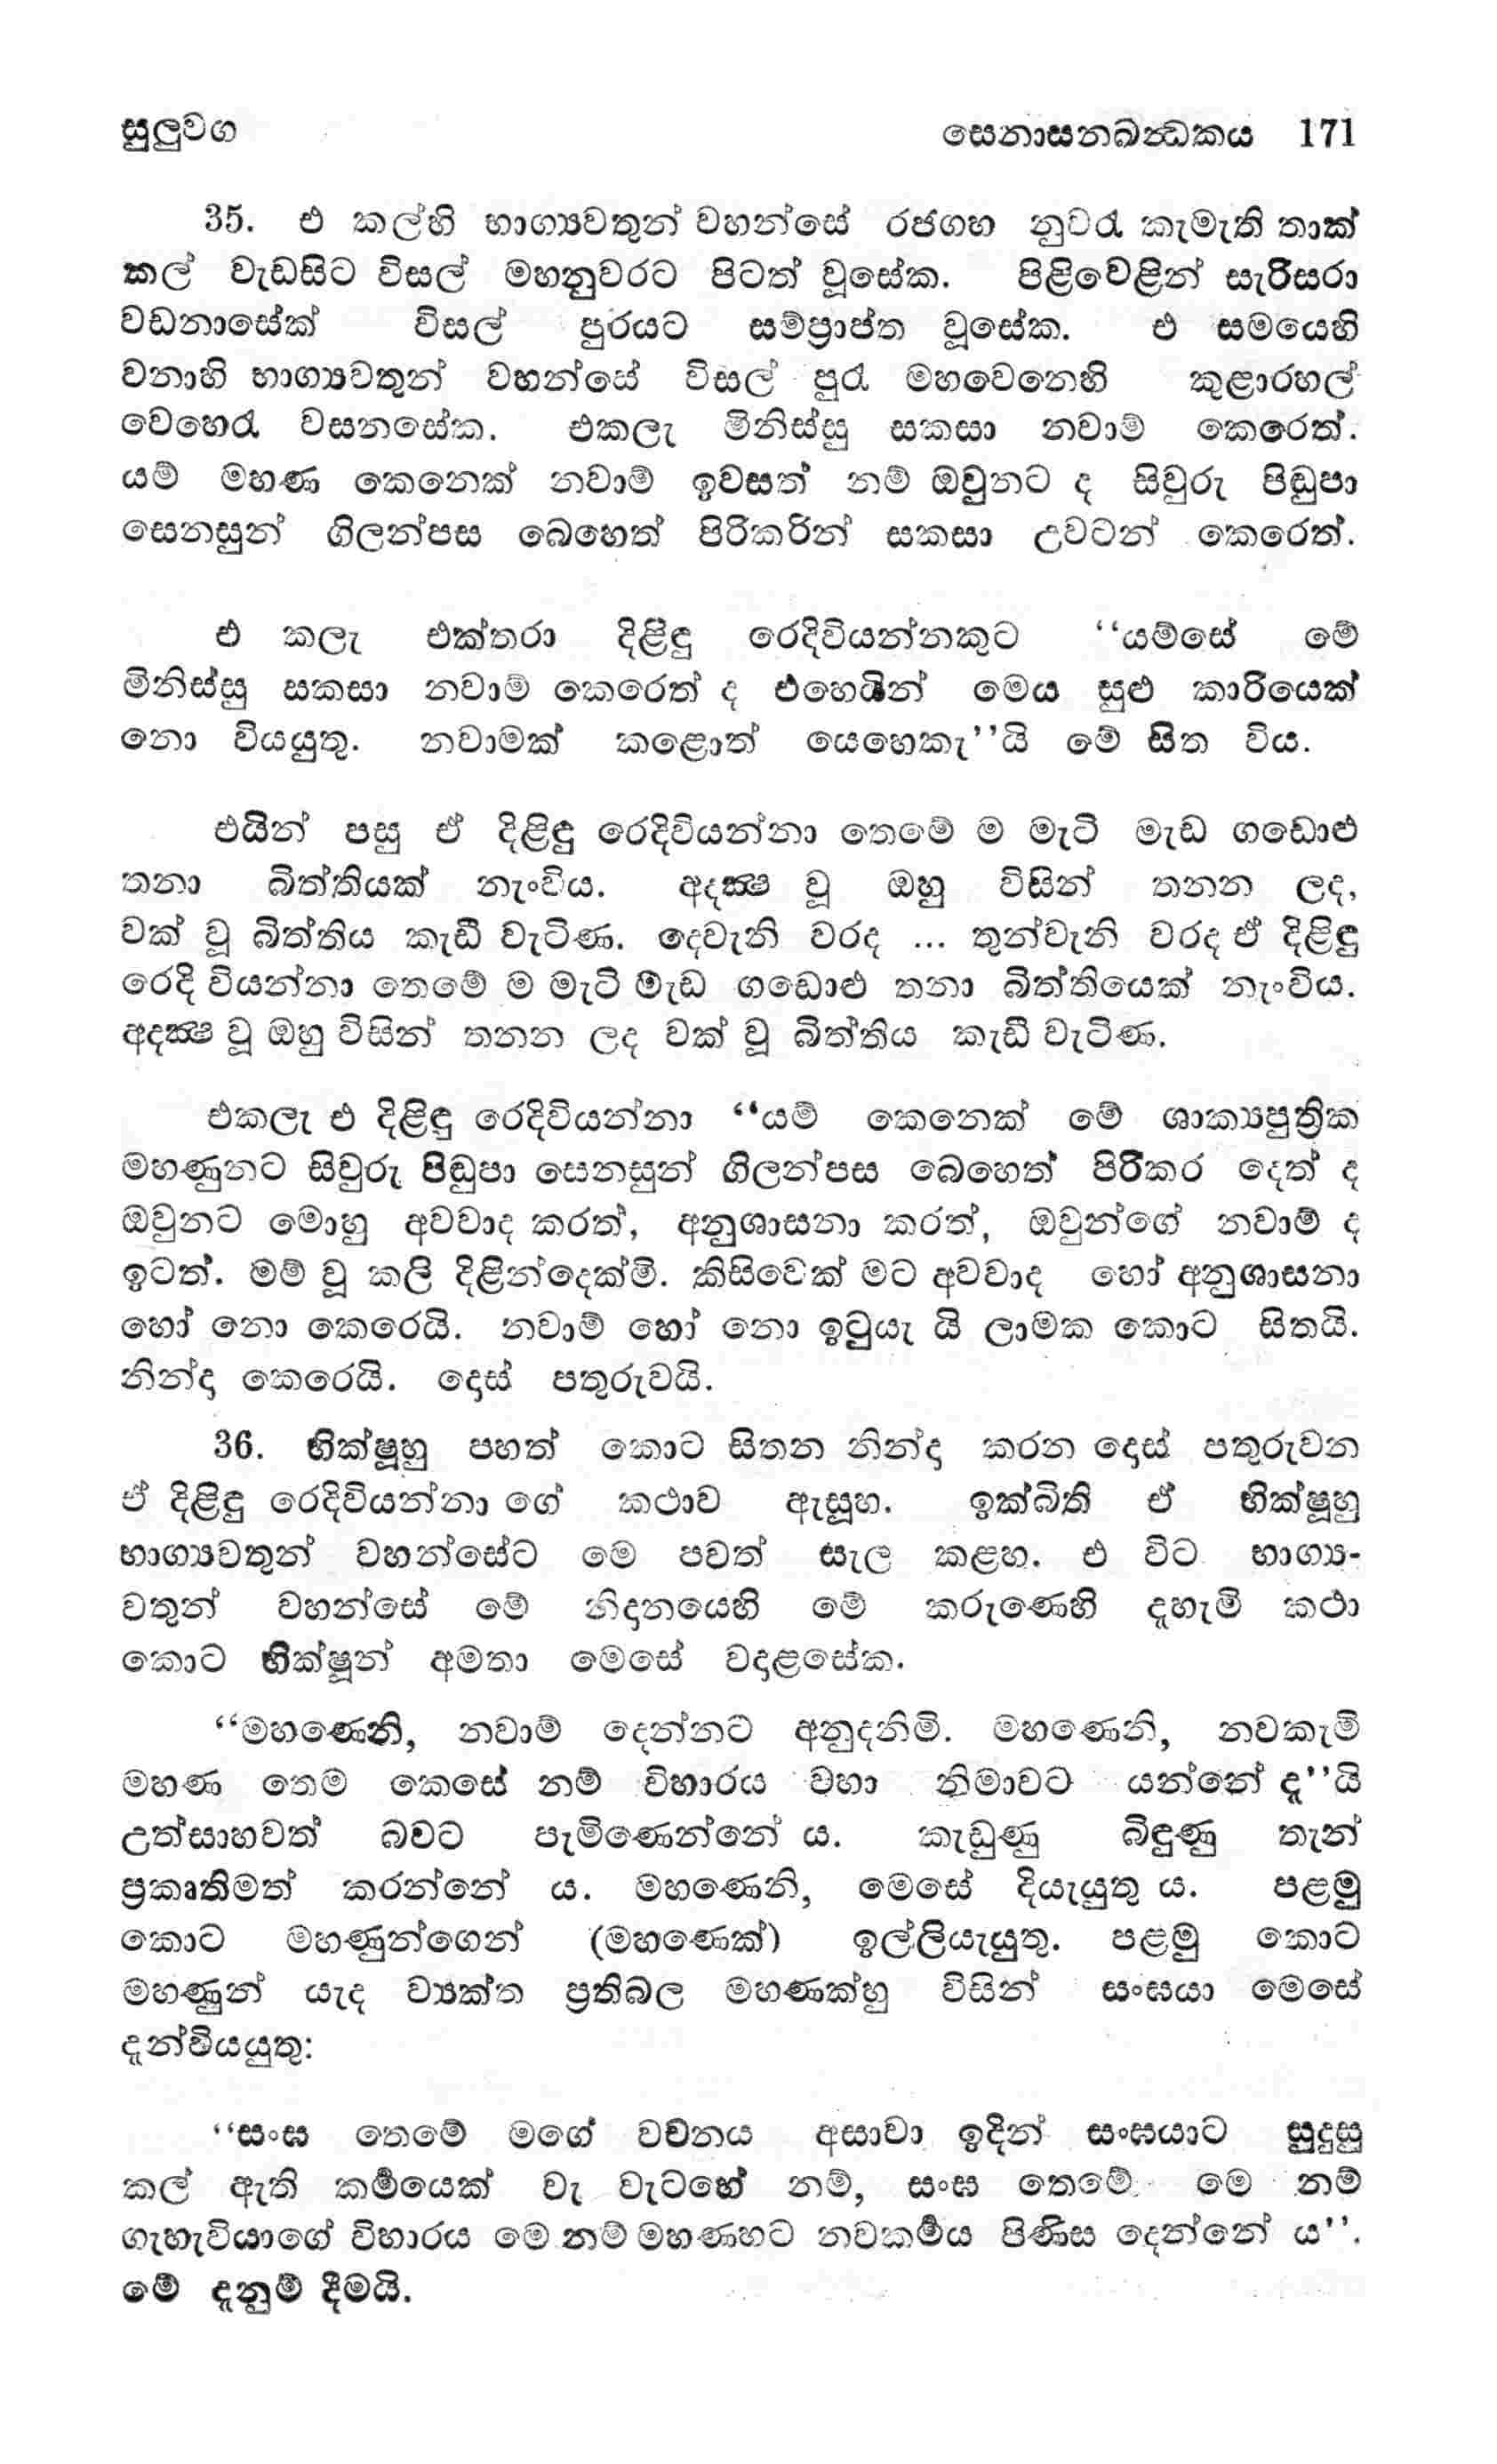 සුලුවග
සෙනාසනඛන්ධකය 171
35. එ කල්හි භාග්‍යවතුන් වහන්සේ රජගහ නුවරැ කැමැති තාක්
කල් වැඩසිට විසල් මහනුවරට පිටත් වූසේක. පිළිවෙළින් සැරිසරා
වඩනාසේක් විසල් පුරයට සම්ප්‍රාප්ත වූසේක. එ සමයෙහි
වනාහි භාග්‍යවතුන් වහන්සේ විසල් පුරැ මහවෙනෙහි කුළාරහල්
වෙහෙරැ වසනසේක. එකලැ මිනිස්සු සකසා නවාම් කෙරෙත්.
යම් මහණ කෙනෙක් නවාම් ඉවසත් නම් ඔවුනට ද සිවුරු පිඬුපා
සෙනසුන් ගිලන්පස බෙහෙත් පිරිකරින් සකසා උවටන් කෙරෙත්.
එ කලැ එක්තරා දිළිඳු රෙදිවියන්නකුට “යම්සේ මේ
මිනිස්සු සකසා නවාම් කෙරෙත් ද එහෙයින් මෙය සුළු කාරියෙක්
නො වියයුතු. නවාමක් කළොත් යෙහෙකැ”යි මේ සිත විය.
එයින් පසු ඒ දිළිඳු රෙදිවියන්නා තෙමේ ම මැටි මැඩ ගඩොළු
තනා බිත්තියක් නැංවිය. අදක්‍ෂ වූ ඔහු විසින් තනන ලද,
වක් වූ බිත්තිය කැඩී වැටිණ. දෙවැනි වරද ... තුන්වැනි වරද ඒ දිළිඳු
රෙදි වියන්නා තෙමේ ම මැටි මැඩ ගඩොළු තනා බිත්තියෙක් නැංවිය.
අදක්‍ෂ වූ ඔහු විසින් තනන ලද වක් වූ බිත්තිය කැඩී වැටිණ.
එකලැ එ දිළිඳු රෙදිවියන්නා “යම් කෙනෙක් මේ ශාක්‍යපුත්‍රික
මහණුනට සිවුරු පිඬුපා සෙනසුන් ගිලන්පස බෙහෙත් පිරිකර දෙත් ද
ඔවුනට මොහු අවවාද කරත්, අනුශාසනා කරත්, ඔවුන්ගේ නවාම් ද
ඉටත්. මම් වූ කලි දිළින්දෙක්මි. කිසිවෙක් මට අවවාද හෝ අනුශාසනා
හෝ නො කෙරෙයි. නවාම් හෝ නො ඉටුයැ යි ලාමක කොට සිතයි.
නින්දා කෙරෙයි. දොස් පතුරුවයි.
36. භික්ෂූහු පහත් කොට සිතන නින්දා කරන දොස් පතුරුවන
ඒ දිළිඳු රෙදිවියන්නා ගේ කථාව ඇසූහ. ඉක්බිති ඒ භික්ෂූහු
භාග්‍යවතුන් වහන්සේට මෙ පවත් සැල කළහ. එ විට භාග්‍ය-
වතුන් වහන්සේ මේ නිදානයෙහි මේ කරුණෙහි දැහැමි කථා
කොට භික්ෂූන් අමතා මෙසේ වදාළසේක.
“මහණෙනි, නවාම් දෙන්නට අනුදනිමි. මහණෙනි, නවකැමි
මහණ තෙම කෙසේ නම් විහාරය වහා නිමාවට යන්නේ දැ”යි
උත්සාහවත් බවට පැමිණෙන්නේ ය. කැඩුණු බිඳුණු තැන්
ප්‍රකෘතිමත් කරන්නේ ය. මහණෙනි, මෙසේ දියැයුතු ය. පළමු
කොට මහණුන්ගෙන් (මහණෙක්) ඉල්ලියැයුතු. පළමු කොට
මහණුන් යැද ව්‍යක්ත ප්‍රතිබල මහණක්හු විසින් සංඝයා මෙසේ
දැන්වියයුතු:
“සංඝ තෙමේ මගේ වචනය අසාවා ඉදින් සංඝයාට සුදුසු
කල් ඇති කර්‍මයෙක් වැ වැටහේ නම්, සංඝ තෙමේ මෙ නම්
ගැහැවියාගේ විහාරය මෙ නම් මහණහට නවකර්‍මය පිණිස දෙන්නේ ය”.
මේ දැනුම් දීමයි.